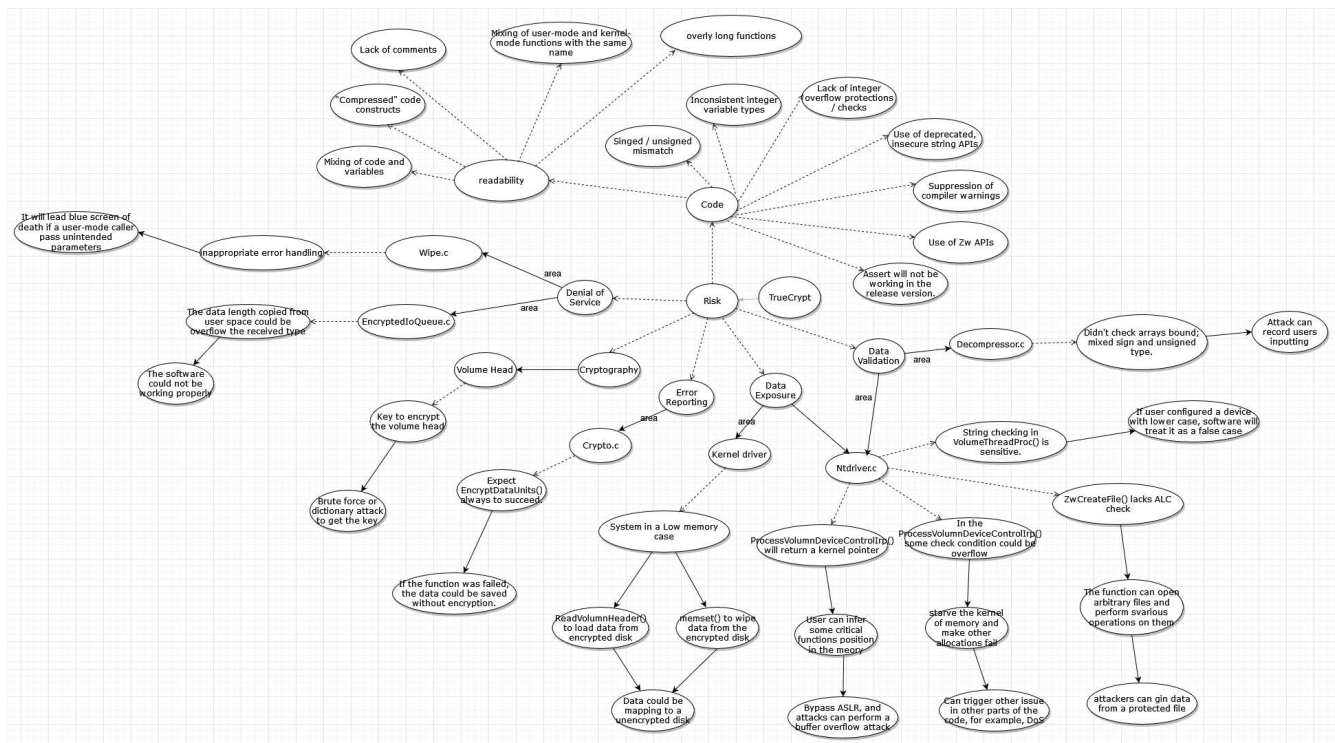 Lack of comments
Mixing of user-mode and kernel-
mode functions with the same
name
overly long functions
"Compressed" code
constructs
Mixing of code and
variables
readability
Inconsistent integer
variable types
Lack of integer
overflow protections
/ checks
Singed / unsigned
mismatch
Use of deprecated,
insecure string APIs
Suppression of
compiler warnings
Code
Use of Zw APIs
Assert will not be
working in the
release version.
It will lead blue screen of
death if a user-mode caller
pass unintended
parameters
Inappropriate error handling
Wipe.c
area
Denial of
Service
area
Risk
TrueCrypt
The data length copied from
user space could be
overflow the received type
EncryptedIoQueue.c
The software
could not be
working properly
Volume Head
Cryptography
Key to encrypt
the volume head
Brute force or
dictionary attack
to get the key
Error
Reporting
area
Crypto.c
Expect
EncryptDataUnits()
always to succeed.
If the function was failed,
the data could be saved
without encryption.
Data
Exposure
area
Kernel driver
System in a Low memory
case
ReadVolumnHeader()
to load data from
encrypted disk
memset() to wipe
data from the
encrypted disk
Data could be
mapping to a
unencrypted disk
Data
Validation
area
Decompressor.c
Didn't check arrays bound;
mixed sign and unsigned
type.
Attack can
record users
inputting
area
Ntdriver.c
String checking in
VolumeThreadProc() is
sensitive.
If user configured a device
with lower case, software will
treat it as a false case
ProcessVolumnDeviceControlIrp()
will return a kernel pointer
User can infer
some critical
functions position
in the meory
Bypass ASLR, and
attacks can perform a
buffer overflow attack
In the
ProcessVolumnDeviceControlIrp()
some check condition could be
overflow
starve the kernel
of memory and
make other
allocations fail
Can trigger other issue
in other parts of the
code, for example, DoS
ZwCreateFile() lacks ALC
check
The function can open
arbitrary files and
perform svarious
operations on them
attackers can gin data
from a protected file